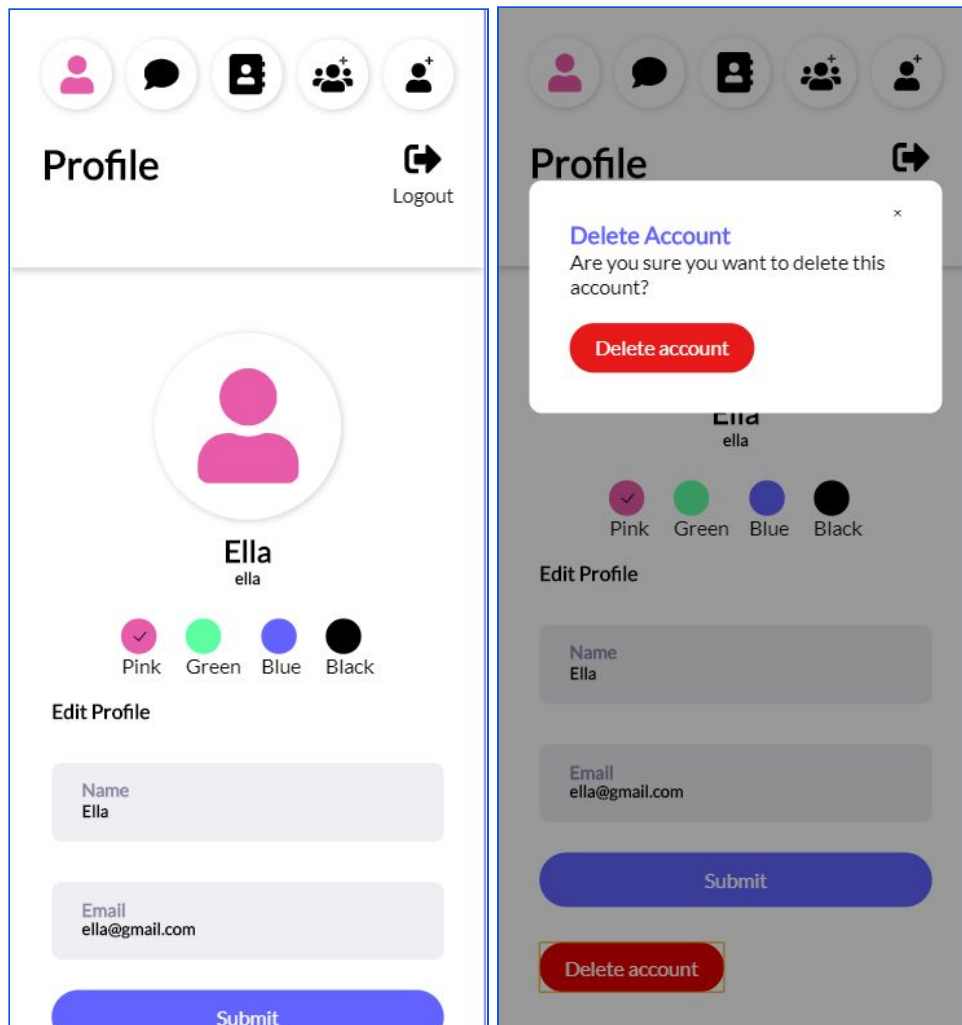 Profile
Logout
Ella
ella
Pink Green Blue Black
Edit Profile
Name
Ella
Email
ella@gmail.com
Submit
Profile
×
Delete Account
Are you sure you want to delete this
account?
Delete account
Ella
ella
Pink Green Blue Black
Edit Profile
Name
Ella
Email
ella@gmail.com
Submit
Delete account